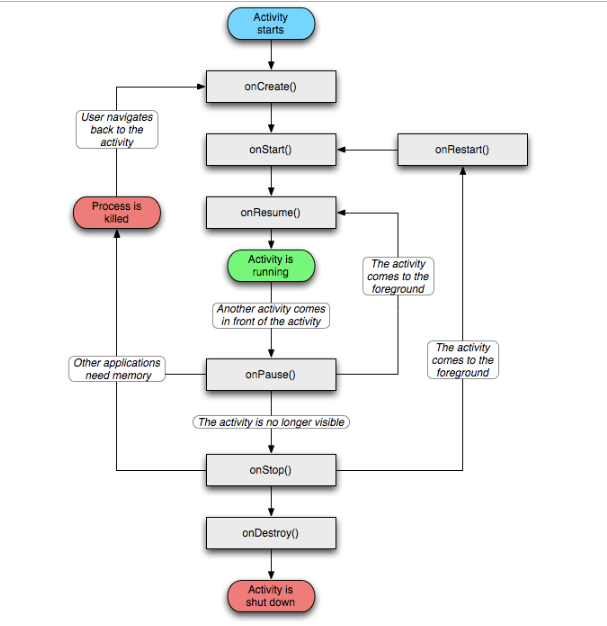 Activity
starts
onCreate()
User navigates
back to the
activity
onStart()
onRestart()
Process is
killed
onResume()
Activity is
running
The activity
comes to the
foreground
Another activity comes
in front of the activity
Other applications
need memory
onPause()
The activity
comes to the
foreground
The activity is no longer visible
onStop()
onDestroy()
Activity is
shut down